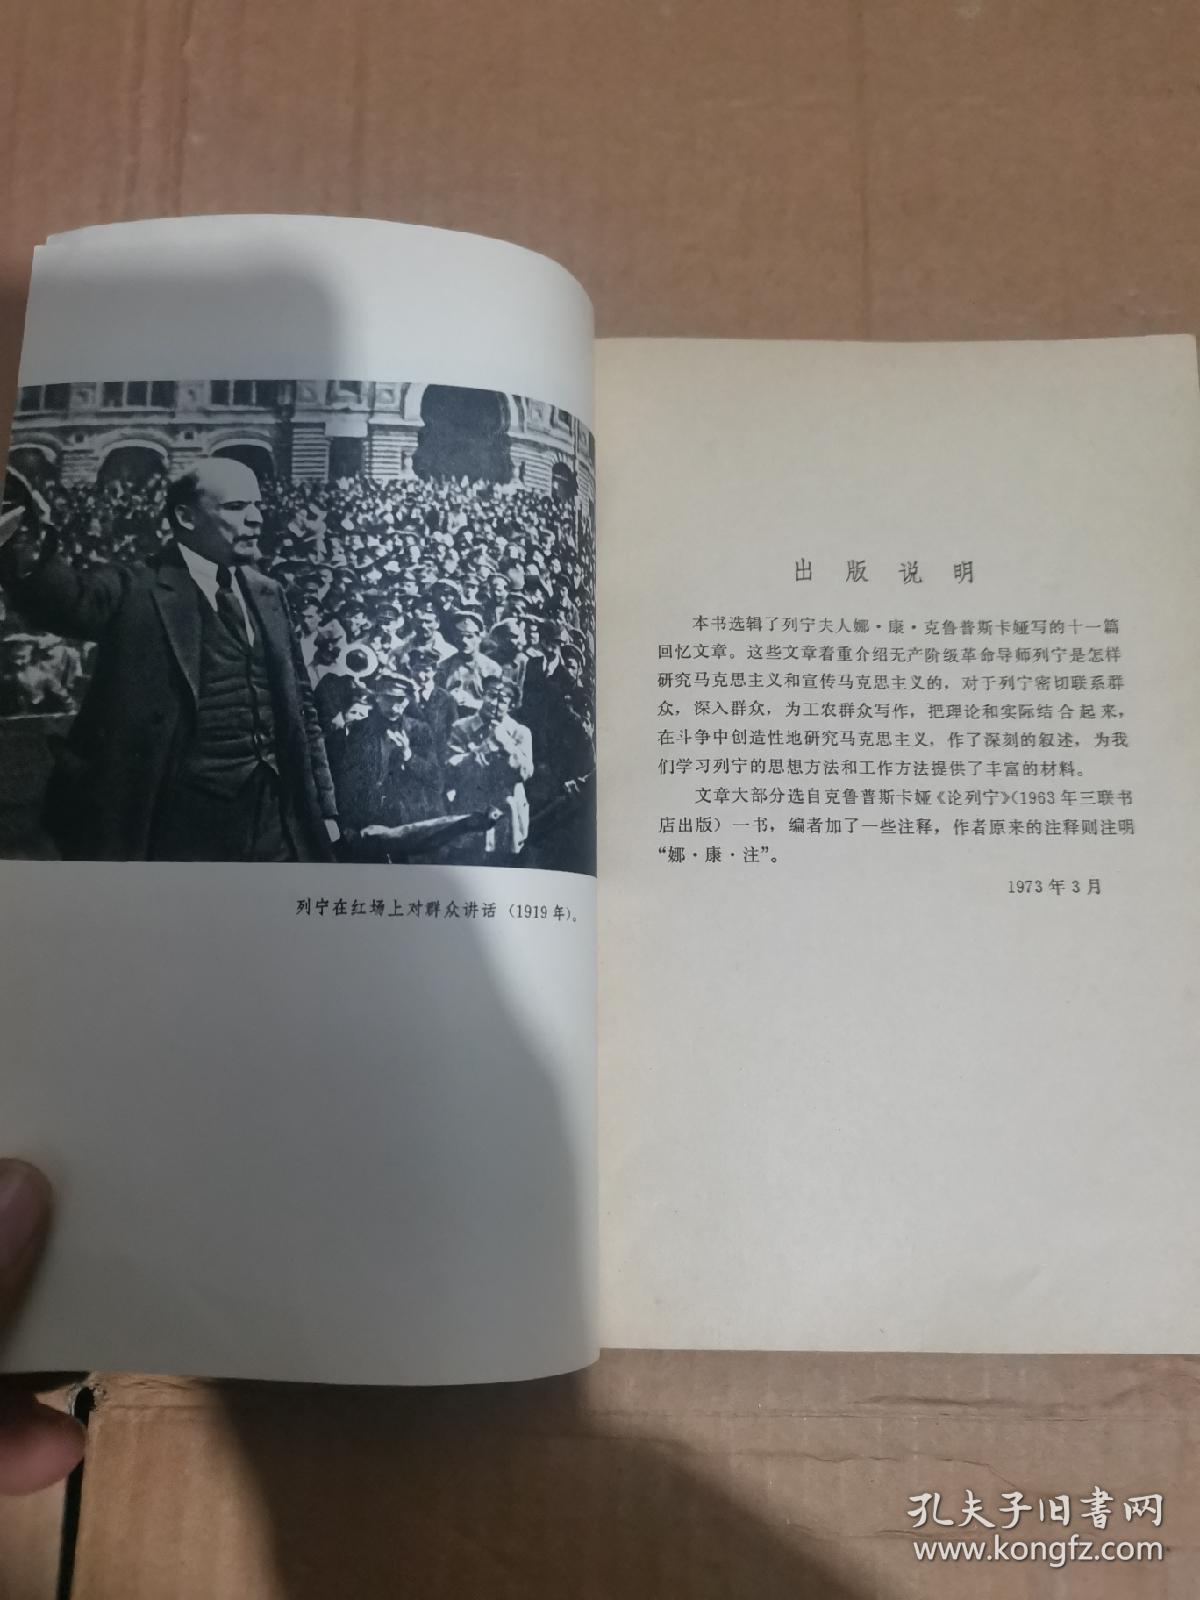 列宁在红场上对群众讲话（1919年）。
出版说明
本书选辑了列宁夫人娜·康·克鲁普斯卡娅写的十一篇
回忆文章。这些文章着重介绍无产阶级革命导师列宁是怎样
研究马克思主义和宣传马克思主义的，对于列宁密切联系群
众，深入群众，为工农群众写作，把理论和实际结合起来，
在斗争中创造性地研究马克思主义，作了深刻的叙述，为我
们学习列宁的思想方法和工作方法提供了丰富的材料。
文章大部分选自克鲁普斯卡娅《论列宁》（1963年三联书
店出版）一书，编者加了一些注释，作者原来的注释则注明
“娜·康·注”。
1973年3月
孔夫子旧书网
www.kongfz.com